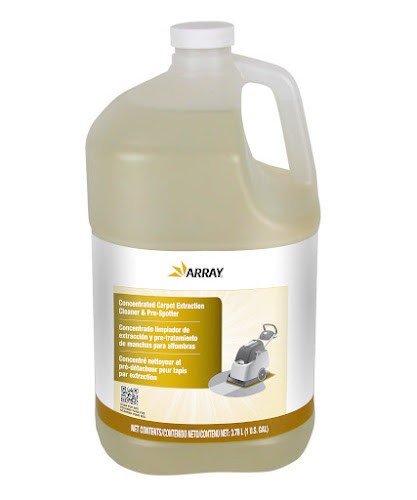 ARRAY
Concentrated Carpet Extraction
Cleaner & Pre-Spotter
Concentrado limpiador de
extracción y pre-tratamiento
de manchas para alfombras
Concentré nettoyeur et
pré-détacheur pour tapis
par extraction
NET CONTENTS/CONTENIDO NETO/CONTENU NET: 3.78 L (1 U.S. GAL)